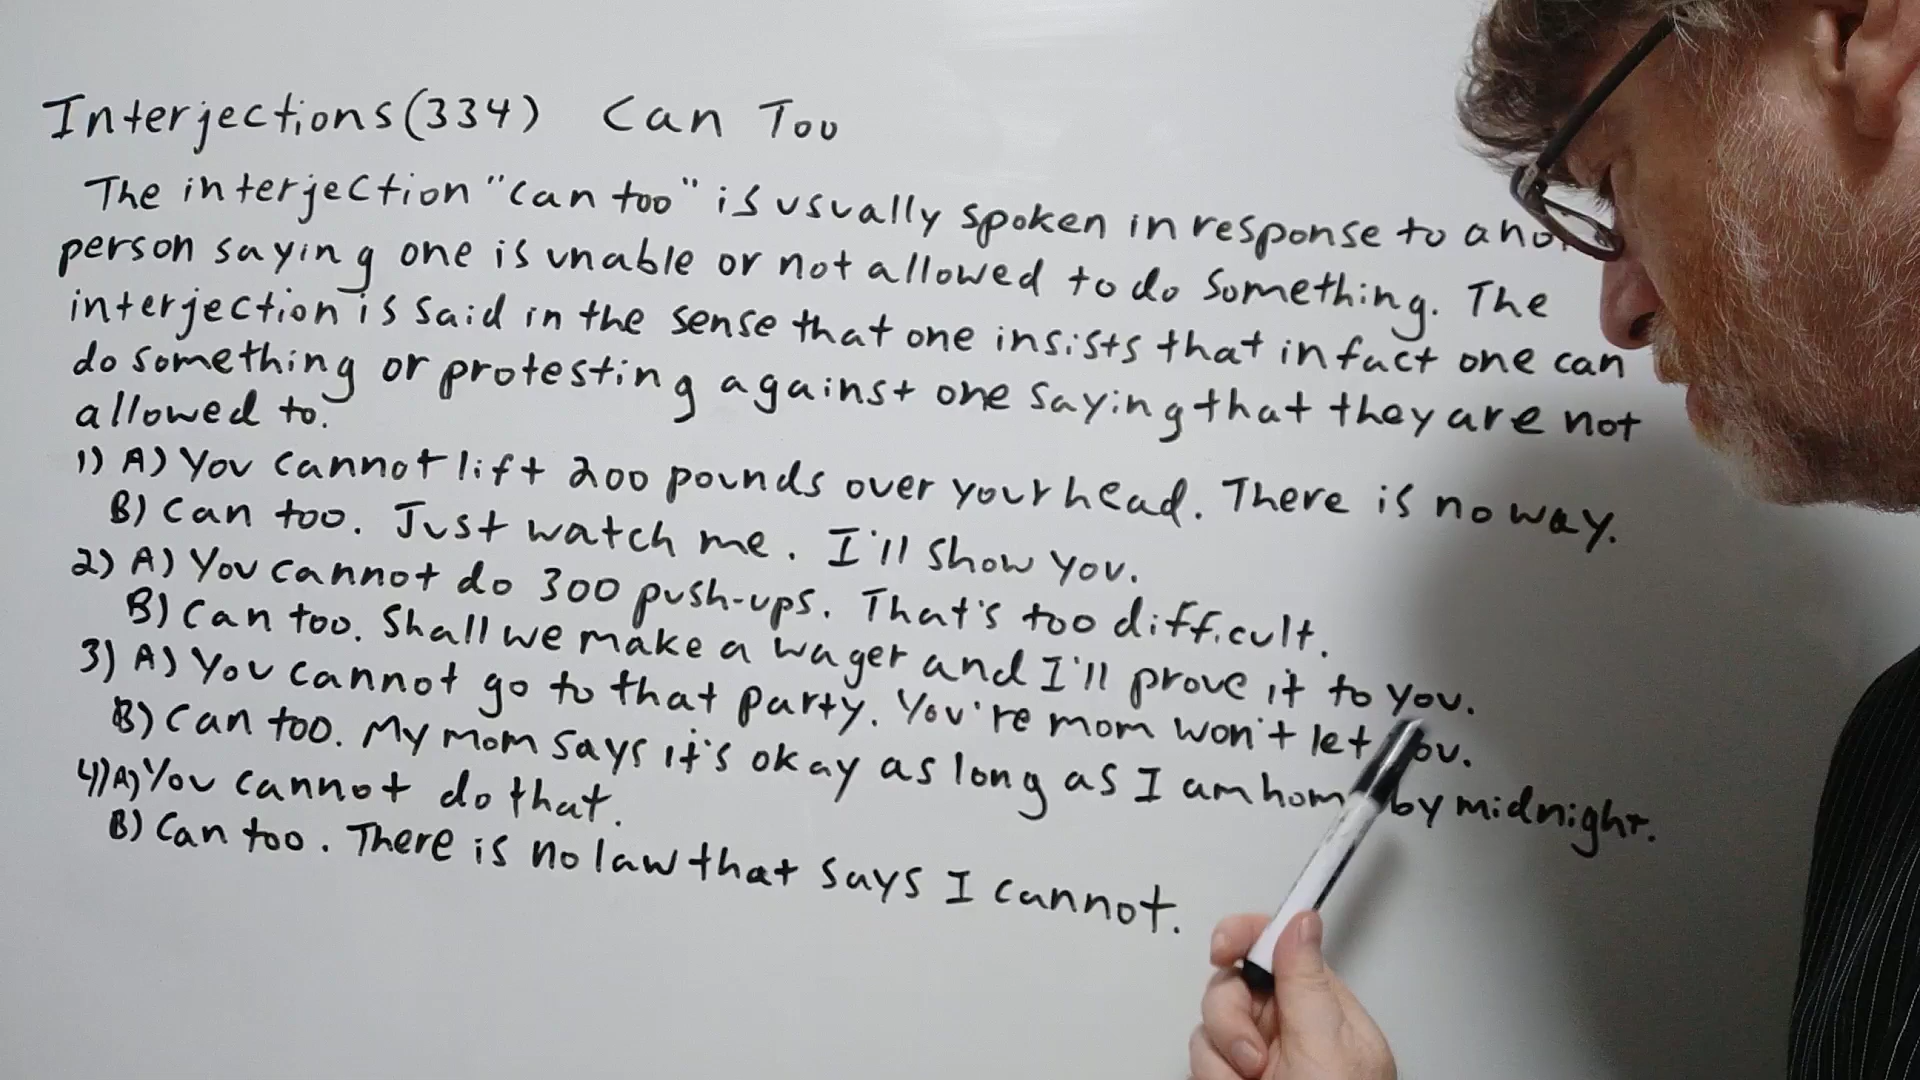 Interjections (334) Can Too
The interjection "can too" is usually spoken in response to
person saying one is unable or not allowed to do something. The
interjection is said in the sense that one insists that in fact one can
do something or protesting against one saying that they are not
allowed to.
1) A) You cannot lift 200 pounds over your head. There is no way.
B) Can too. Just watch me. I'll show you.
2) A) You cannot do 300 push-ups. That's too difficult.
B) Can too. Shall we make a wager and I'll prove it to you.
3) A) You cannot go to that party. You're mom won't let you.
B) Can too. My mom says it's okay as long as I am home by midnight.
4) A) You cannot do that.
B) Can too. There is no law that says I cannot.